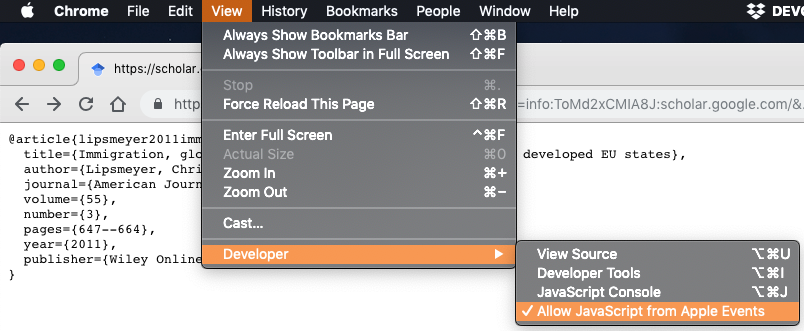 Chrome File Edit View History Bookmarks People Window Help DEVO
Always Show Bookmarks Bar ⇧⌘B
Always Show Toolbar in Full Screen ⇧⌘F
https://scholar.
Stop ⌘.
Force Reload This Page ⇧⌘R
http =info:ToMd2xCMIA8J:scholar.google.com/&
Enter Full Screen ^⌘F
Actual Size ⌘0
Zoom In ⌘+
Zoom Out ⌘−
Cast...
Developer ▶
View Source ⌥⌘U
Developer Tools ⌥⌘I
JavaScript Console ⌥⌘J
✓ Allow JavaScript from Apple Events
@article{lipsmeyer2011imm
title={Immigration, glo developed EU states},
author={Lipsmeyer, Chri
journal={American Journ
volume={55},
number={3},
pages={647--664},
year={2011},
publisher={Wiley Online
}